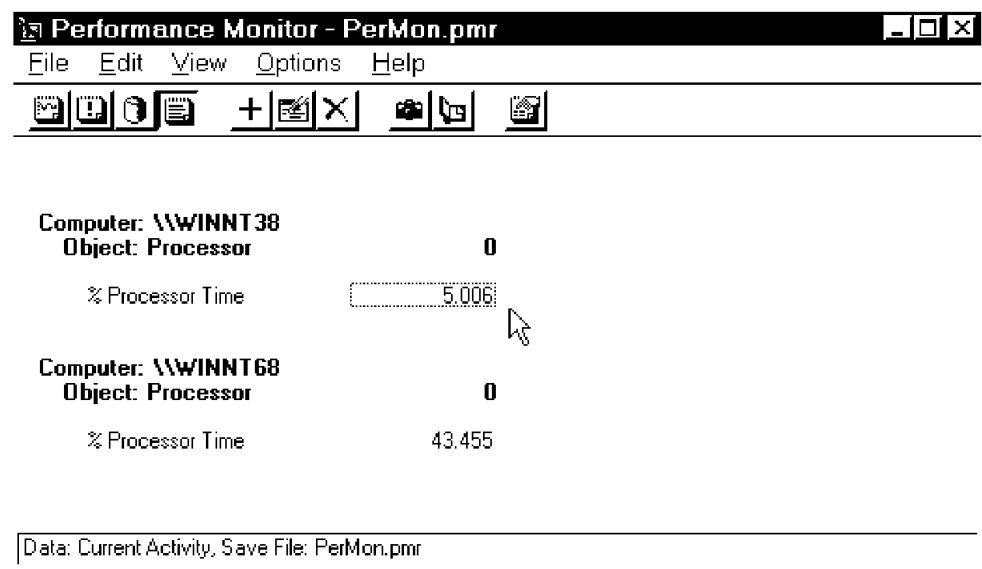 Performance Monitor - PerMon.pmr
File Edit View Options Help
Computer: \\WINNT38
Object: Processor 0
% Processor Time 5.006
Computer: \\WINNT68
Object: Processor 0
% Processor Time 43.455
Data: Current Activity, Save File: PerMon.pmr